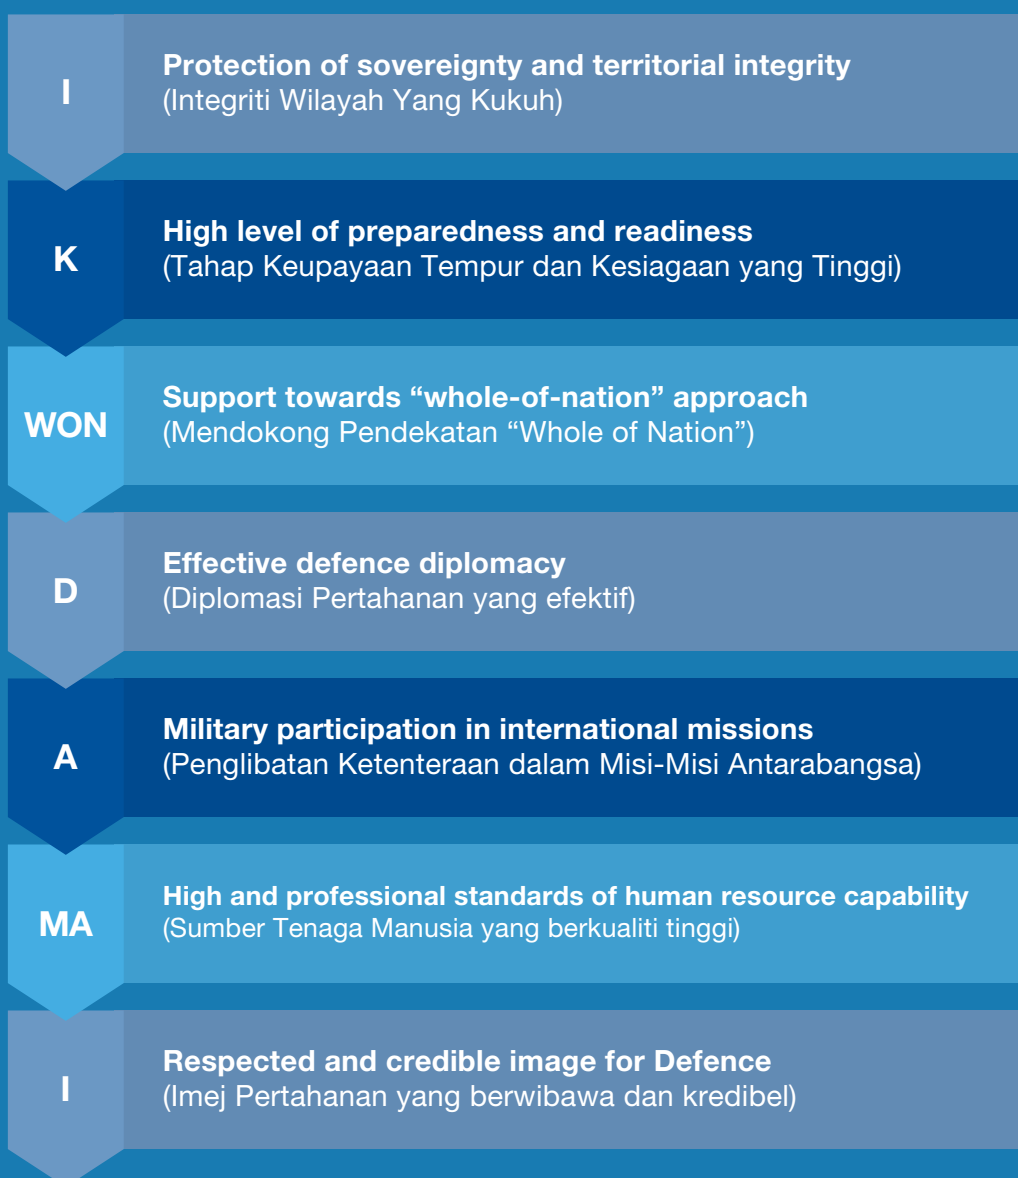 I
Protection of sovereignty and territorial integrity
(Integriti Wilayah Yang Kukuh)
K
High level of preparedness and readiness
(Tahap Keupayaan Tempur dan Kesiagaan yang Tinggi)
WON
Support towards “whole-of-nation” approach
(Mendokong Pendekatan “Whole of Nation”)
D
Effective defence diplomacy
(Diplomasi Pertahanan yang efektif)
A
Military participation in international missions
(Penglibatan Ketenteraan dalam Misi-Misi Antarabangsa)
MA
High and professional standards of human resource capability
(Sumber Tenaga Manusia yang berkualiti tinggi)
I
Respected and credible image for Defence
(Imej Pertahanan yang berwibawa dan kredibel)